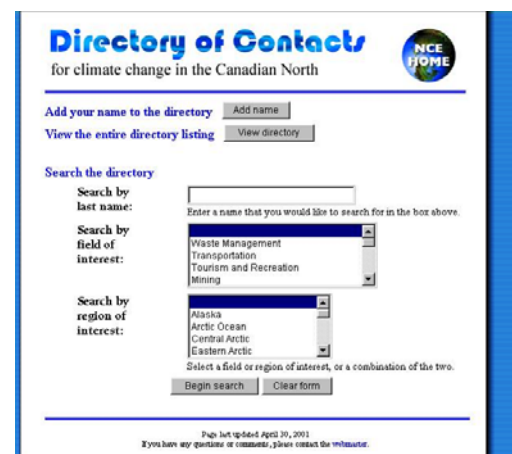 Directory of Contacts
for climate change in the Canadian North
NCE
HOME
Add your name to the directory
Add name
View the entire directory listing
View directory
Search the directory
Search by
last name:
Enter a name that you would like to search for in the box above.
Search by
field of
interest:
Waste Management
Transportation
Tourism and Recreation
Mining
Search by
region of
interest:
Alaska
Arctic Ocean
Central Arctic
Eastern Arctic
Select a field or region of interest, or a combination of the two.
Begin search
Clear form
Page last updated April 30, 2001
If you have any questions or comments, please contact the webmaster.